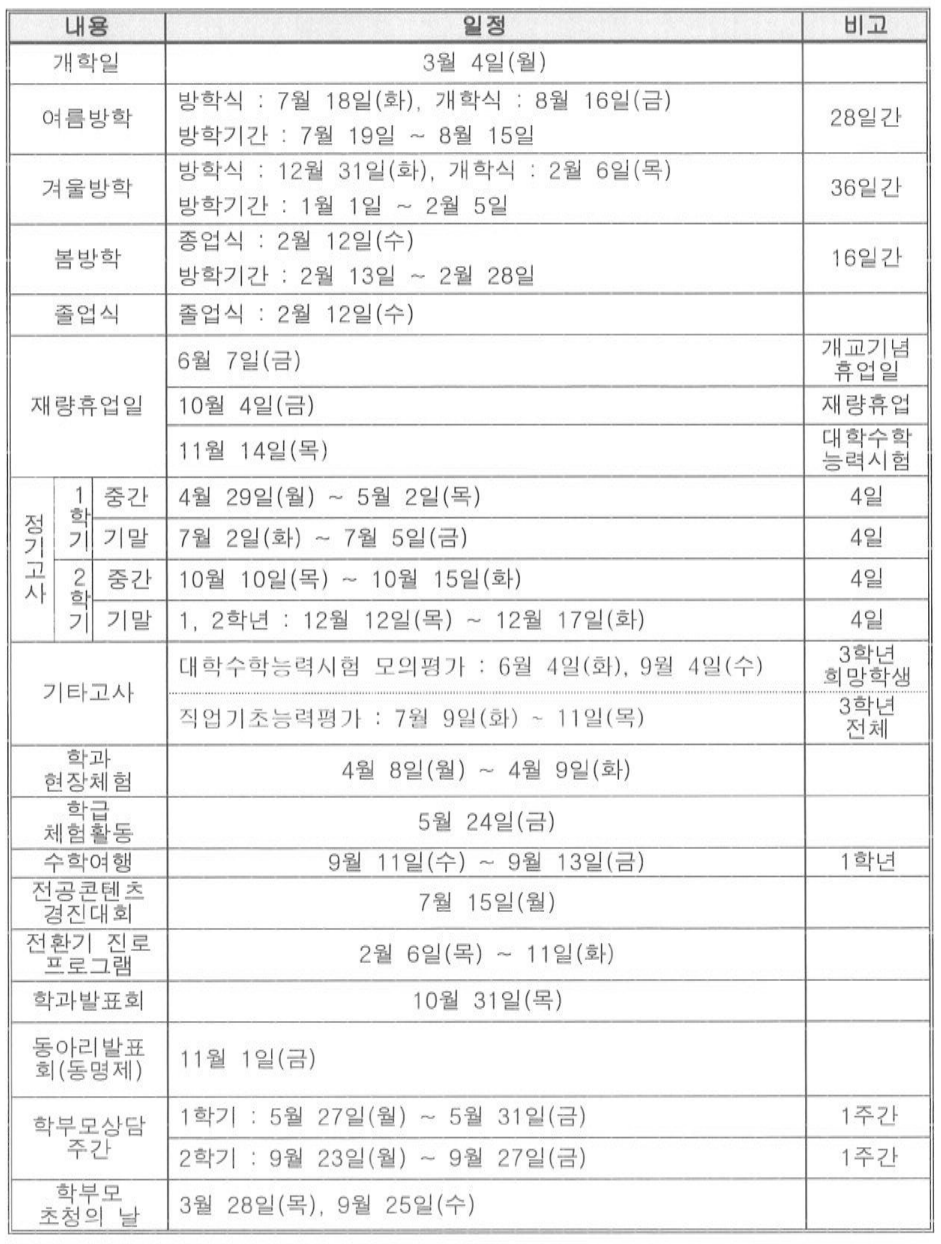 내용 일정 비고
개학일 3월 4일(월)
여름방학
방학식 : 7월 18일(화), 개학식 : 8월 16일(금)
방학기간 : 7월 19일 ~ 8월 15일
28일간
겨울방학
방학식 : 12월 31일(화), 개학식 : 2월 6일(목)
방학기간 : 1월 1일 ~ 2월 5일
36일간
봄방학
종업식 : 2월 12일(수)
방학기간 : 2월 13일 ~ 2월 28일
16일간
졸업식 졸업식 : 2월 12일(수)
재량휴업일
6월 7일(금)
개교기념
휴업일
10월 4일(금) 재량휴업
11월 14일(목)
대학수학
능력시험
정기고사
1학기
중간 4월 29일(월) ~ 5월 2일(목) 4일
기말 7월 2일(화) ~ 7월 5일(금) 4일
2학기
중간 10월 10일(목) ~ 10월 15일(화) 4일
기말 1, 2학년 : 12월 12일(목) ~ 12월 17일(화) 4일
기타고사
대학수학능력시험 모의평가 : 6월 4일(화), 9월 4일(수)
3학년
희망학생
직업기초능력평가 : 7월 9일(화) ~ 11일(목)
3학년
전체
학과
현장체험
4월 8일(월) ~ 4월 9일(화)
학급
체험활동
5월 24일(금)
수학여행 9월 11일(수) ~ 9월 13일(금) 1학년
전공콘텐츠
경진대회
7월 15일(월)
전환기 진로
프로그램
2월 6일(목) ~ 11일(화)
학과발표회 10월 31일(목)
동아리발표
회(동명제)
11월 1일(금)
학부모상담
주간
1학기 : 5월 27일(월) ~ 5월 31일(금) 1주간
2학기 : 9월 23일(월) ~ 9월 27일(금) 1주간
학부모
초청의 날
3월 28일(목), 9월 25일(수)